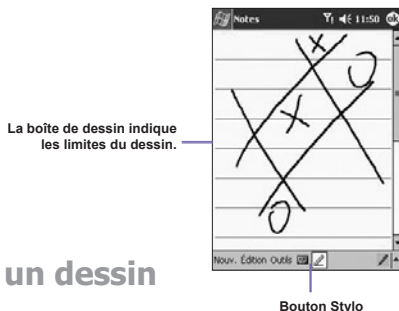 Notes 11:50 ok
X
O
X
O
La boîte de dessin indique
les limites du dessin.
Nouv. Édition Outils
un dessin
Bouton Stylo